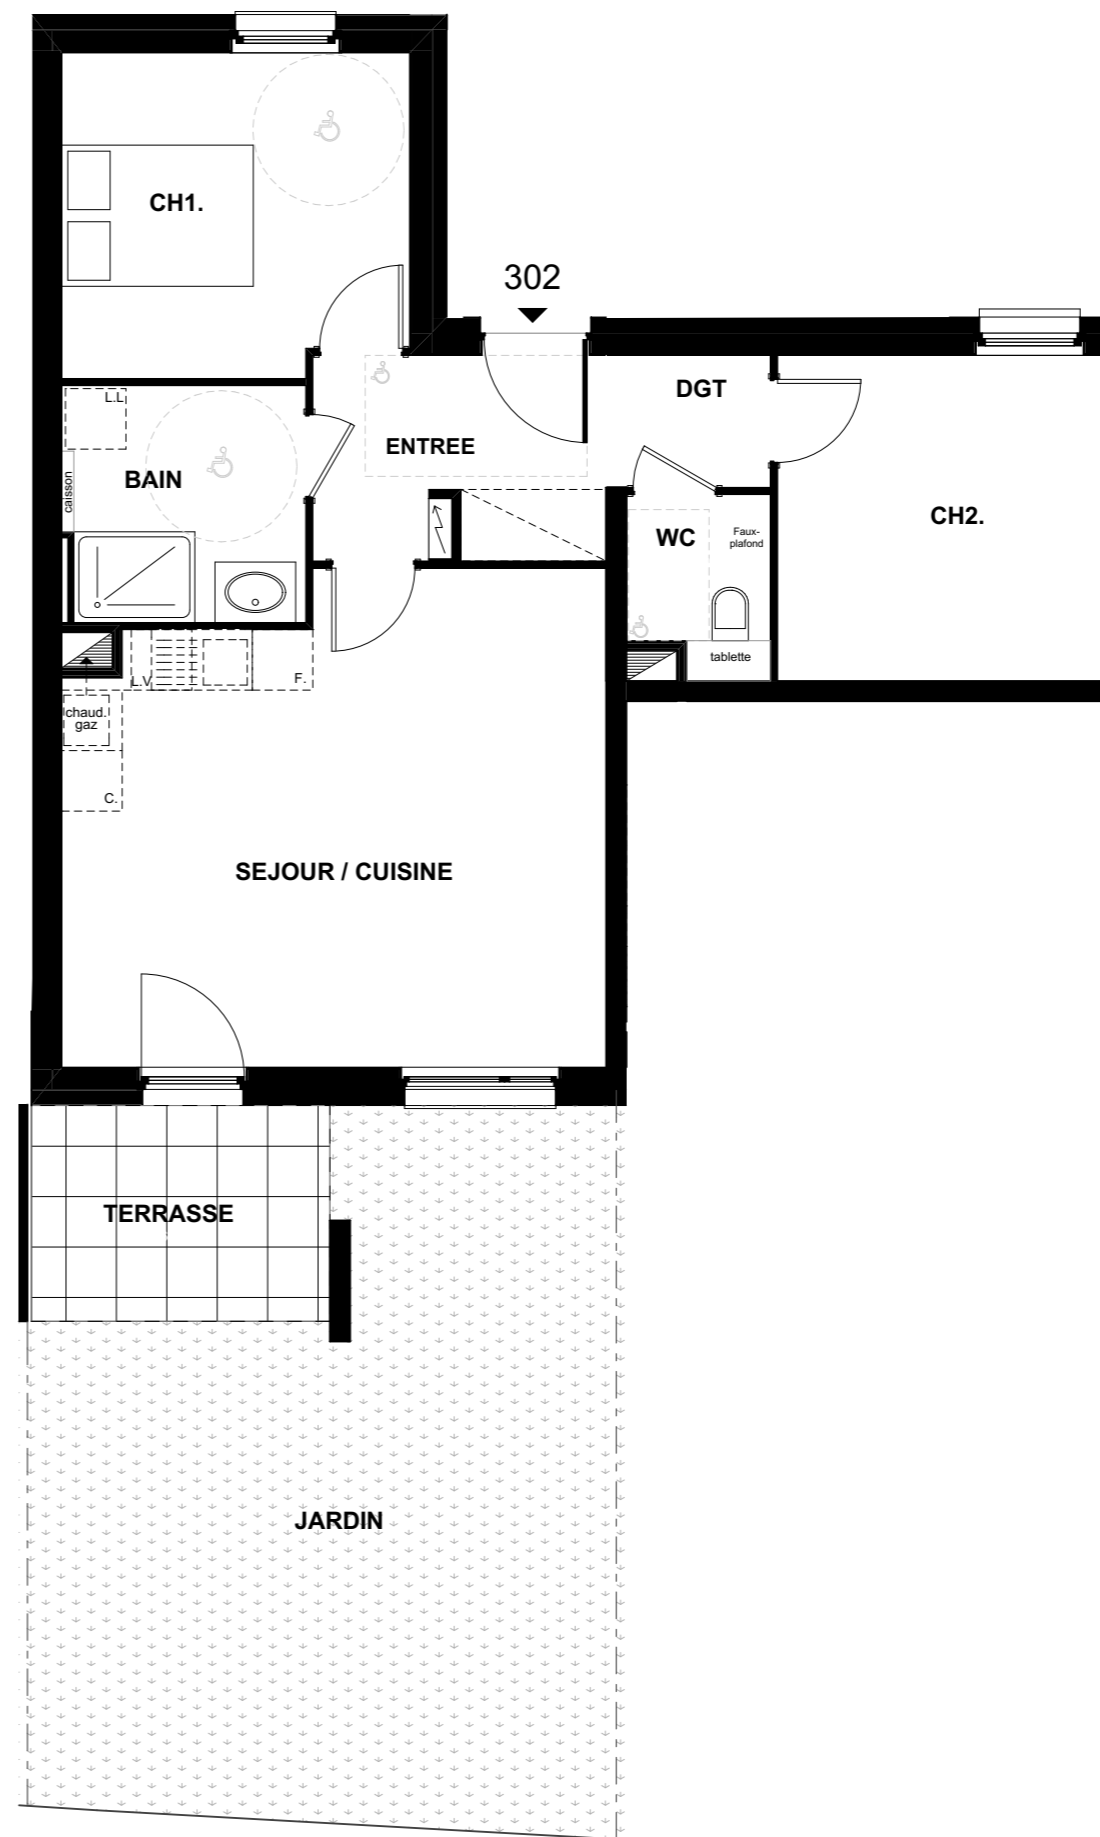 CH1.
302
L.L
DGT
ENTREE
BAIN
caisson
CH2.
WC
Faux-
plafond
tablette
L.V
F.
chaud.
gaz
C.
SEJOUR / CUISINE
TERRASSE
JARDIN